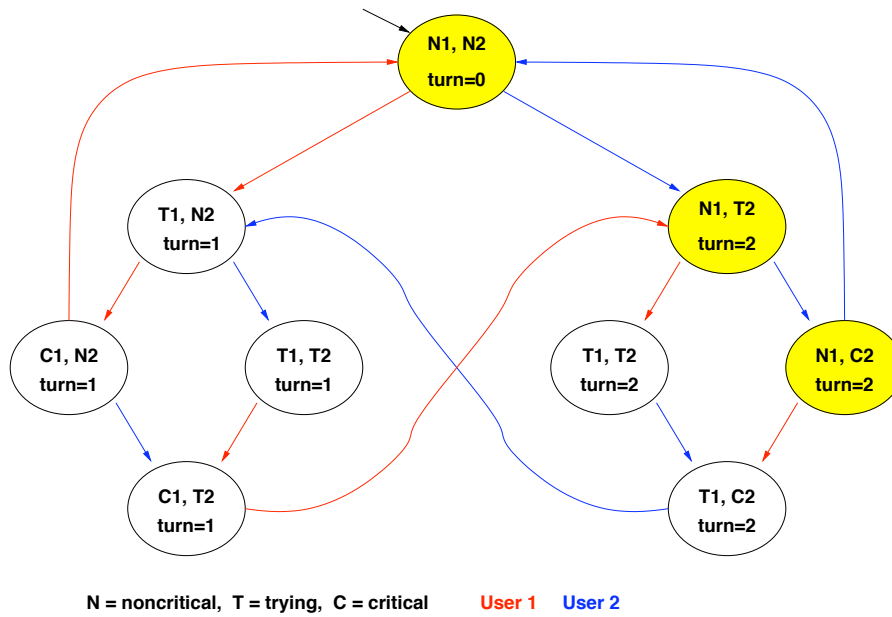 N1, N2
turn=0
T1, N2
turn=1
N1, T2
turn=2
C1, N2
turn=1
T1, T2
turn=1
T1, T2
turn=2
N1, C2
turn=2
C1, T2
turn=1
T1, C2
turn=2
N = noncritical, T = trying, C = critical User 1 User 2